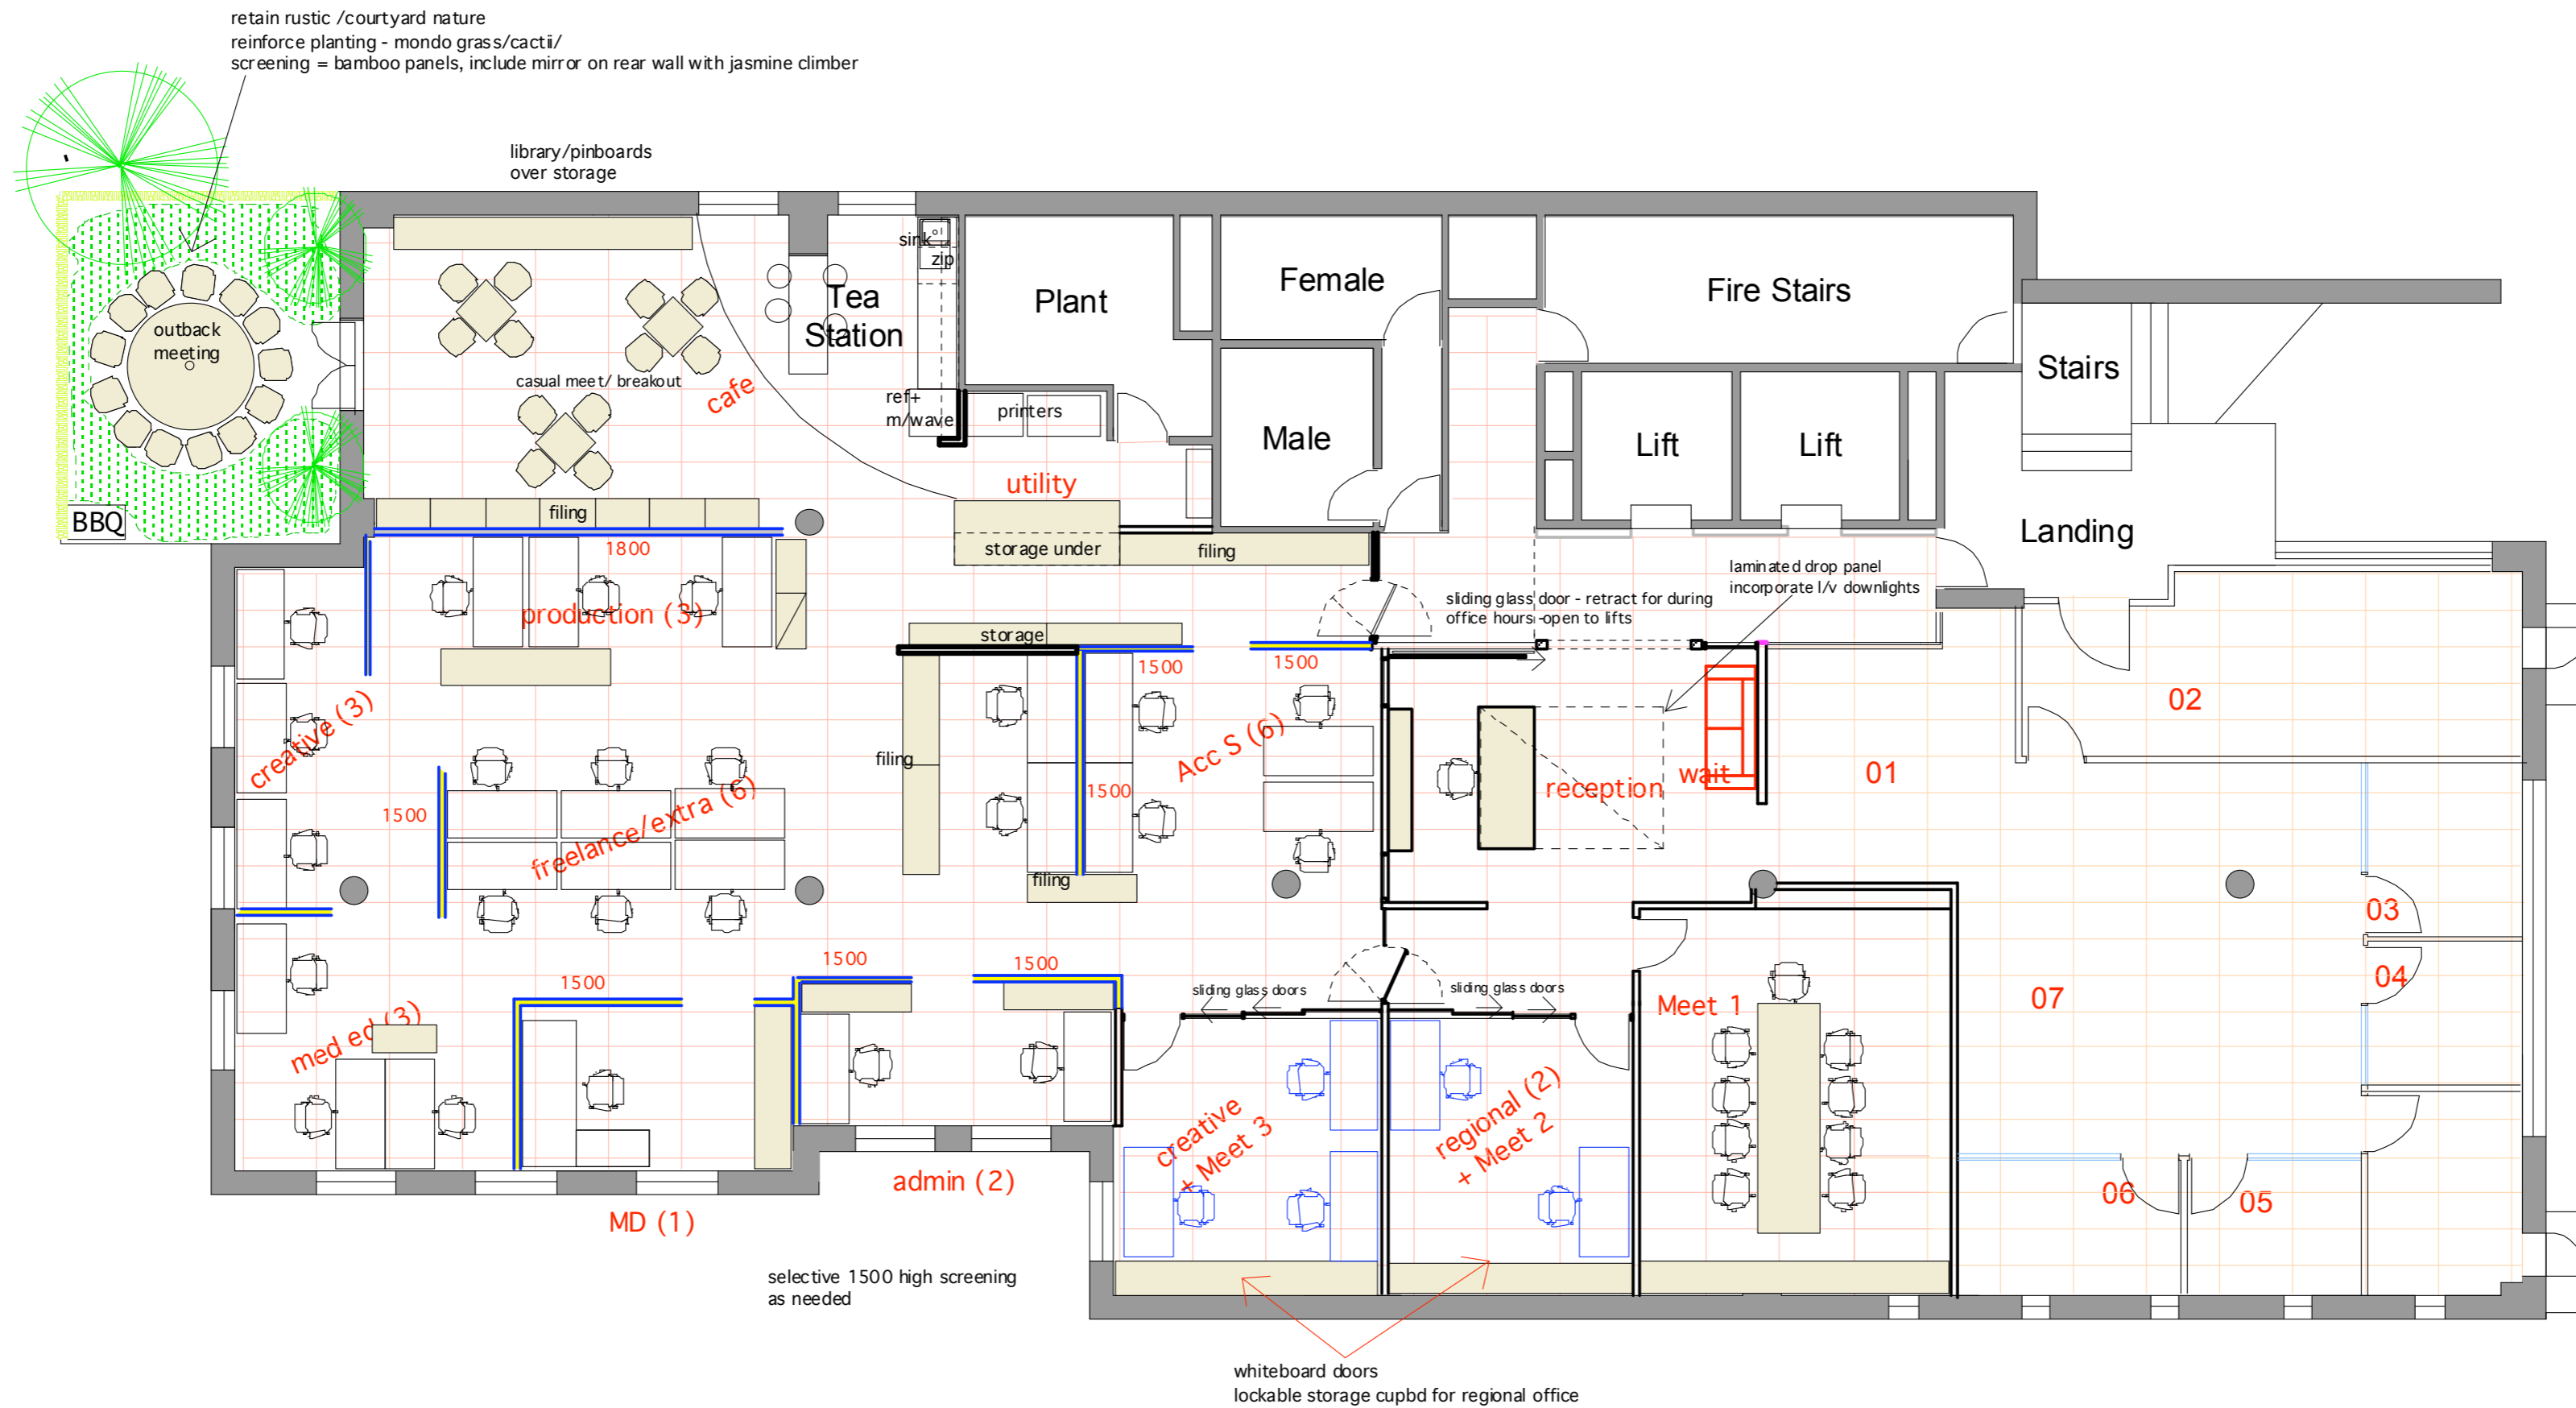 retain rustic /courtyard nature
reinforce planting - mondo grass/cactii/
screening = bamboo panels, include mirror on rear wall with jasmine climber
library/pinboards
over storage
sink
zip
Tea
Station
Plant
Female
Fire Stairs
Stairs
outback
meeting
casual meet/ breakout
cafe
ref+
m/wave
printers
Male
Lift
Lift
utility
BBQ
filing
1800
storage under
filing
Landing
laminated drop panel
incorporate l/v downlights
sliding glass door - retract for during
office hours -open to lifts
production (3)
storage
1500
1500
creative (3)
filing
Acc S (6)
1500
reception
wait
01
02
1500
freelance/extra (6)
filing
03
04
07
1500
1500
1500
sliding glass doors
sliding glass doors
Meet 1
med ed (3)
creative
+ Meet 3
regional (2)
+ Meet 2
admin (2)
06
05
MD (1)
selective 1500 high screening
as needed
whiteboard doors
lockable storage cupbd for regional office